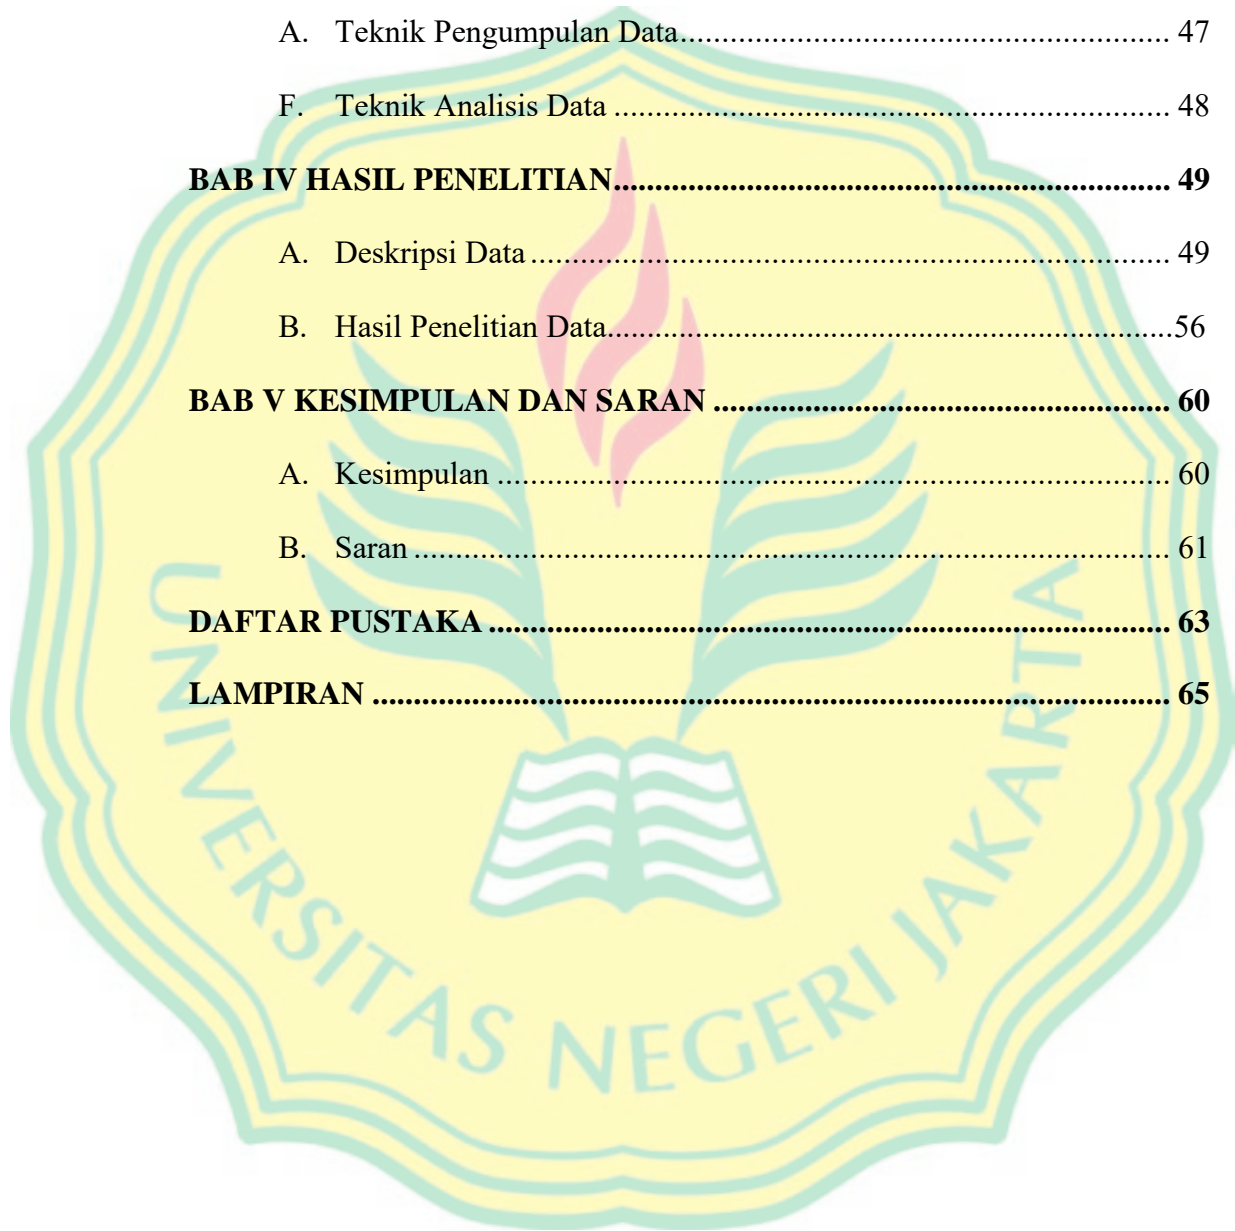 A. Teknik Pengumpulan Data............................................................. 47
F. Teknik Analisis Data ..................................................................... 48
BAB IV HASIL PENELITIAN..................................................................... 49
A. Deskripsi Data ............................................................................... 49
B. Hasil Penelitian Data......................................................................56
BAB V KESIMPULAN DAN SARAN ........................................................ 60
A. Kesimpulan ................................................................................... 60
B. Saran ............................................................................................. 61
DAFTAR PUSTAKA ................................................................................... 63
LAMPIRAN ................................................................................................. 65
UNIVERSITAS NEGERI JAKARTA